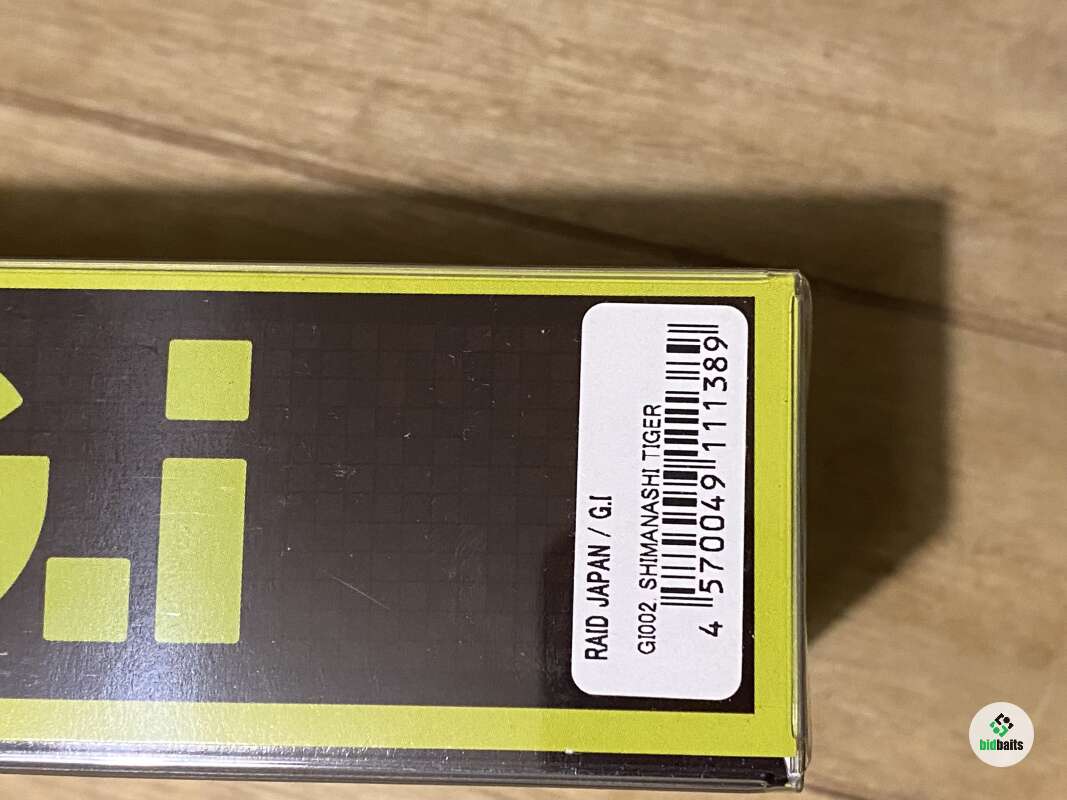 G.i
RAID JAPAN / G.I
GI002. SHIMANASHI TIGER
4 570049 111389
bidbaits